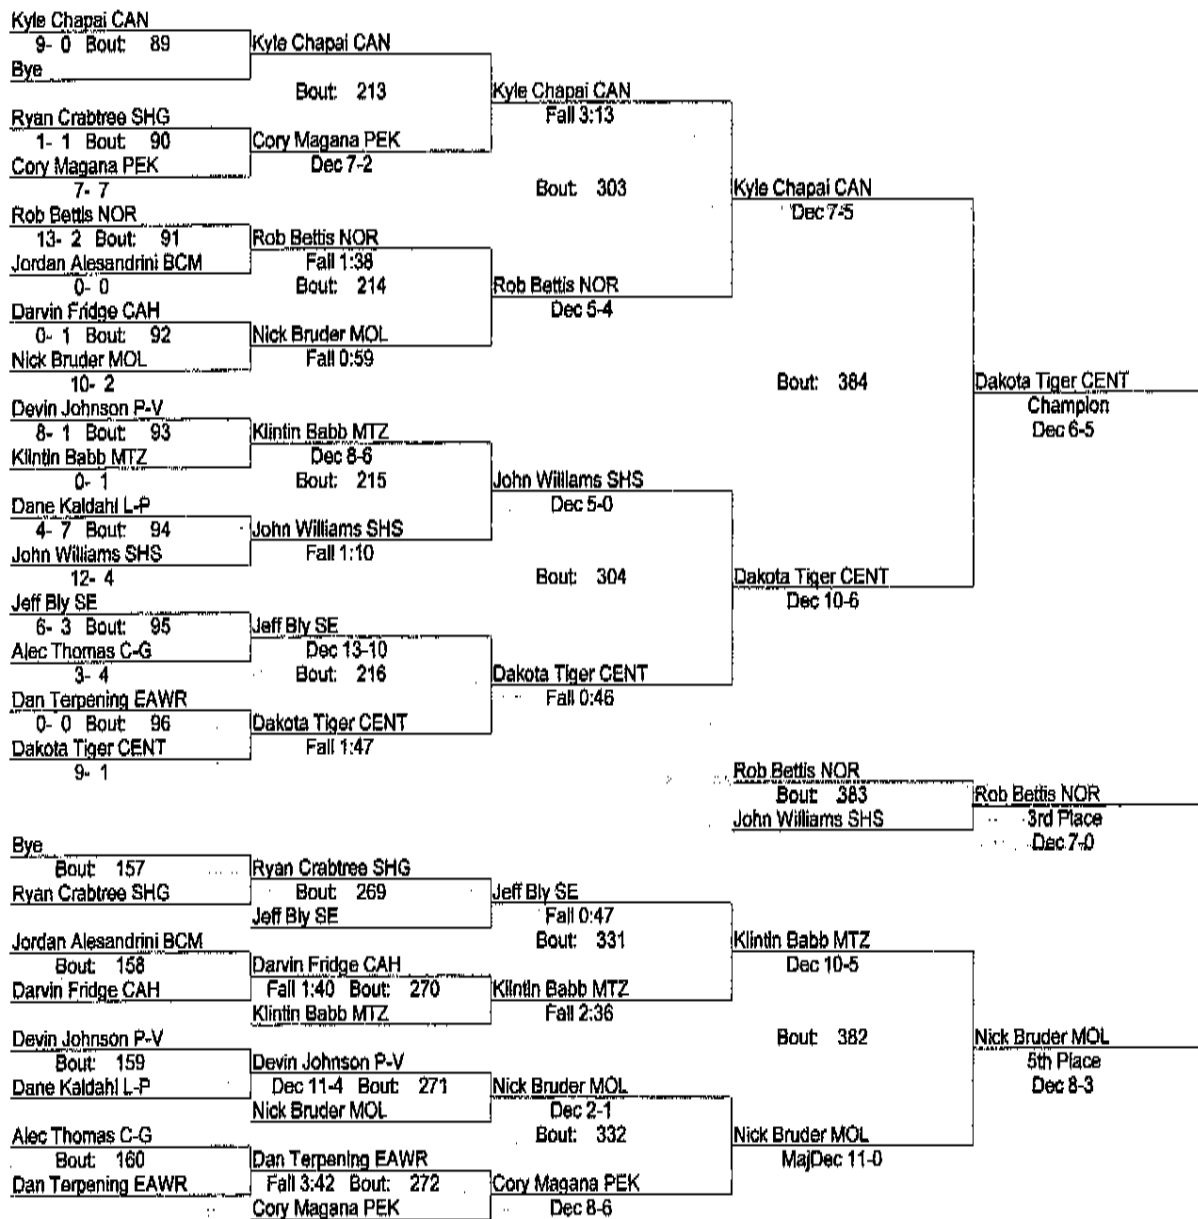 Kyle Chapai CAN
9- 0 Bout: 89
Bye
Kyle Chapai CAN
Bout: 213
Ryan Crabtree SHG
1- 1 Bout: 90
Cory Magana PEK
7- 7
Cory Magana PEK
Dec 7-2
Kyle Chapai CAN
Fall 3:13
Bout: 303
Rob Bettis NOR
13- 2 Bout: 91
Jordan Alesandrini BCM
0- 0
Rob Bettis NOR
Fall 1:38
Bout: 214
Darvin Fridge CAH
0- 1 Bout: 92
Nick Bruder MOL
10- 2
Nick Bruder MOL
Fall 0:59
Rob Bettis NOR
Dec 5-4
Kyle Chapai CAN
Dec 7-5
Bout: 384
Devin Johnson P-V
8- 1 Bout: 93
Klintin Babb MTZ
0- 1
Klintin Babb MTZ
Dec 8-6
Bout: 215
Dane Kaldahl L-P
4- 7 Bout: 94
John Williams SHS
12- 4
John Williams SHS
Fall 1:10
John Williams SHS
Dec 5-0
Bout: 304
Jeff Bly SE
6- 3 Bout: 95
Alec Thomas C-G
3- 4
Jeff Bly SE
Dec 13-10
Bout: 216
Dan Terpening EAWR
0- 0 Bout: 96
Dakota Tiger CENT
9- 1
Dakota Tiger CENT
Fall 1:47
Dakota Tiger CENT
Fall 0:46
Dakota Tiger CENT
Dec 10-6
Dakota Tiger CENT
Champion
Dec 6-5
Rob Bettis NOR
Bout: 383
John Williams SHS
Rob Bettis NOR
3rd Place
Dec 7-0
Bye
Bout: 157
Ryan Crabtree SHG
Ryan Crabtree SHG
Bout: 269
Jeff Bly SE
Jeff Bly SE
Fall 0:47
Bout: 331
Jordan Alesandrini BCM
Bout: 158
Darvin Fridge CAH
Darvin Fridge CAH
Fall 1:40 Bout: 270
Klintin Babb MTZ
Klintin Babb MTZ
Fall 2:36
Klintin Babb MTZ
Dec 10-5
Bout: 382
Devin Johnson P-V
Bout: 159
Dane Kaldahl L-P
Devin Johnson P-V
Dec 11-4 Bout: 271
Nick Bruder MOL
Nick Bruder MOL
Dec 2-1
Bout: 332
Alec Thomas C-G
Bout: 160
Dan Terpening EAWR
Dan Terpening EAWR
Fall 3:42 Bout: 272
Cory Magana PEK
Cory Magana PEK
Dec 8-6
Nick Bruder MOL
MajDec 11-0
Nick Bruder MOL
5th Place
Dec 8-3